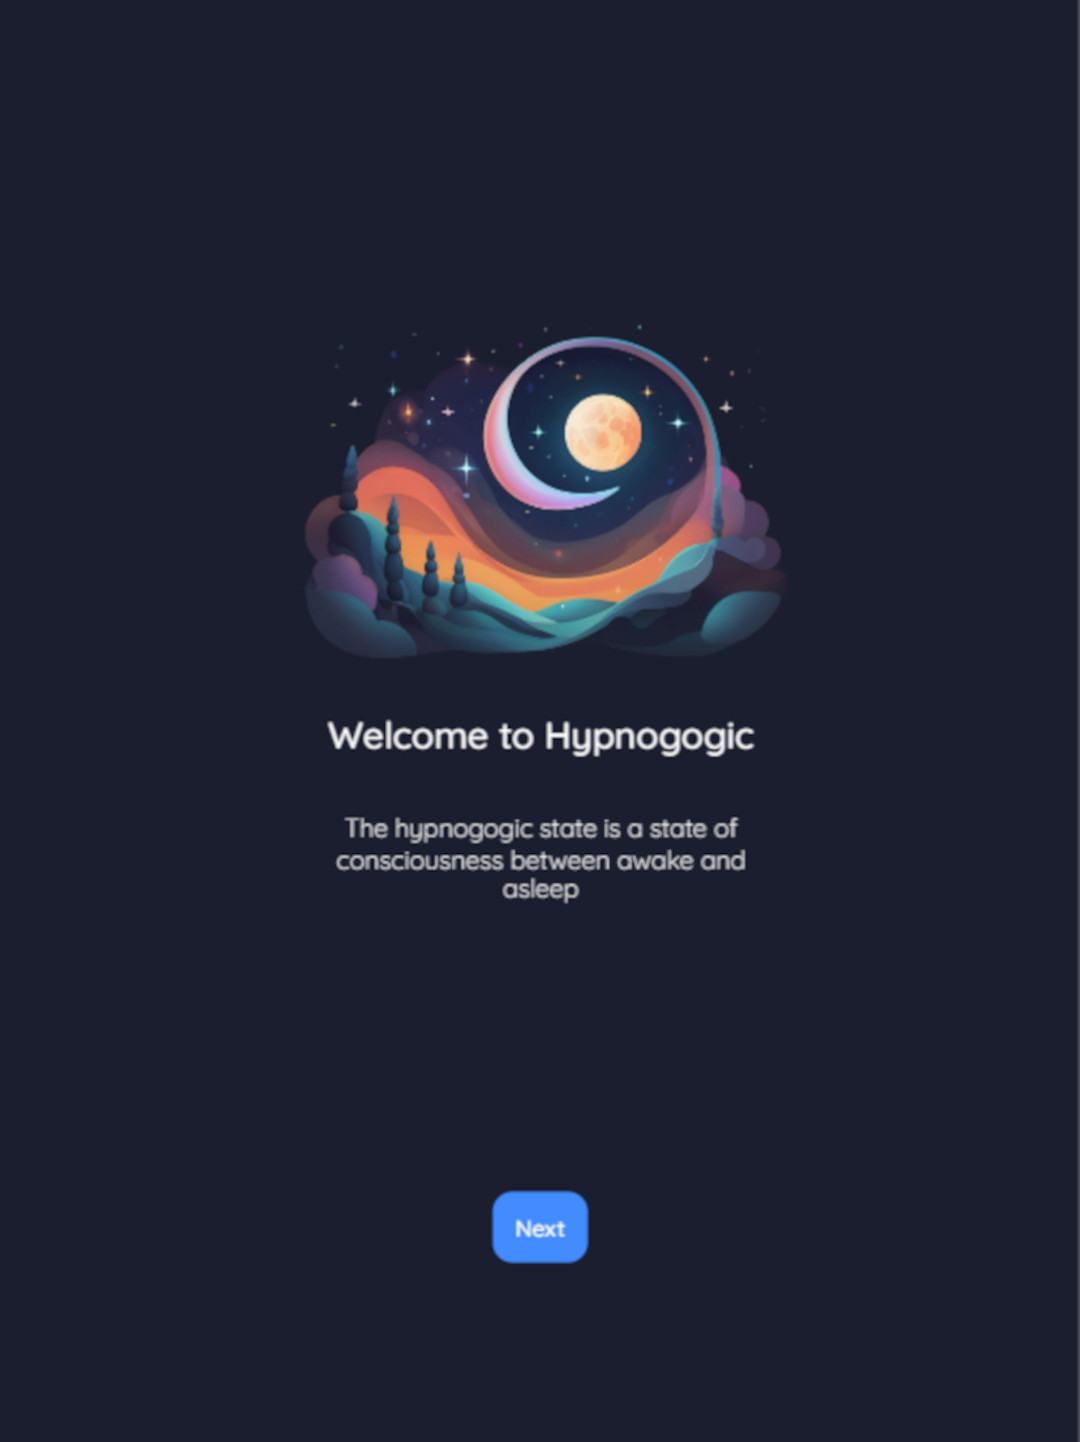 Welcome to Hypnogogic
The hypnogogic state is a state of
consciousness between awake and
asleep
Next